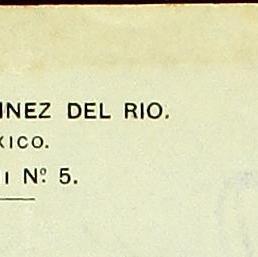 INEZ DEL RIO.
XICO.
I Nº 5.